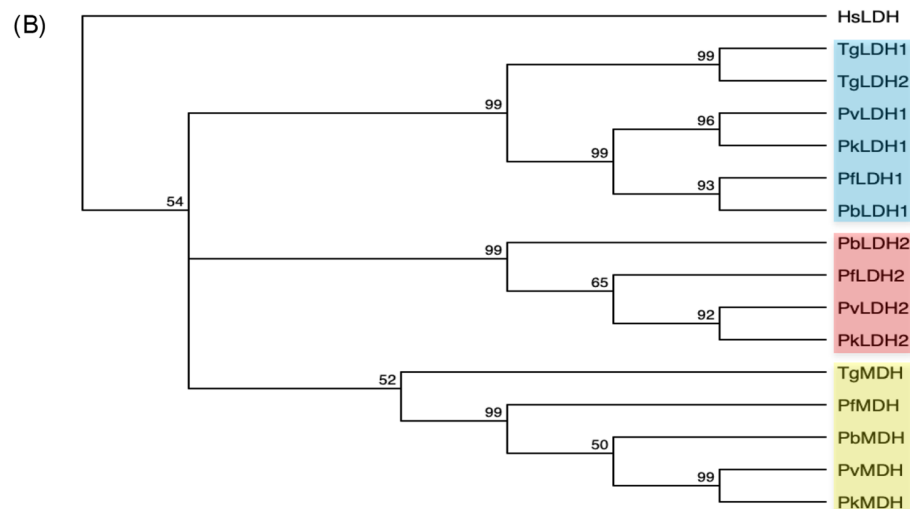 (B)
HsLDH
TgLDH1
99
TgLDH2
99
PvLDH1
96
PkLDH1
99
PfLDH1
93
PbLDH1
54
PbLDH2
99
PfLDH2
65
PvLDH2
92
PkLDH2
TgMDH
52
PfMDH
99
PbMDH
50
PvMDH
99
PkMDH